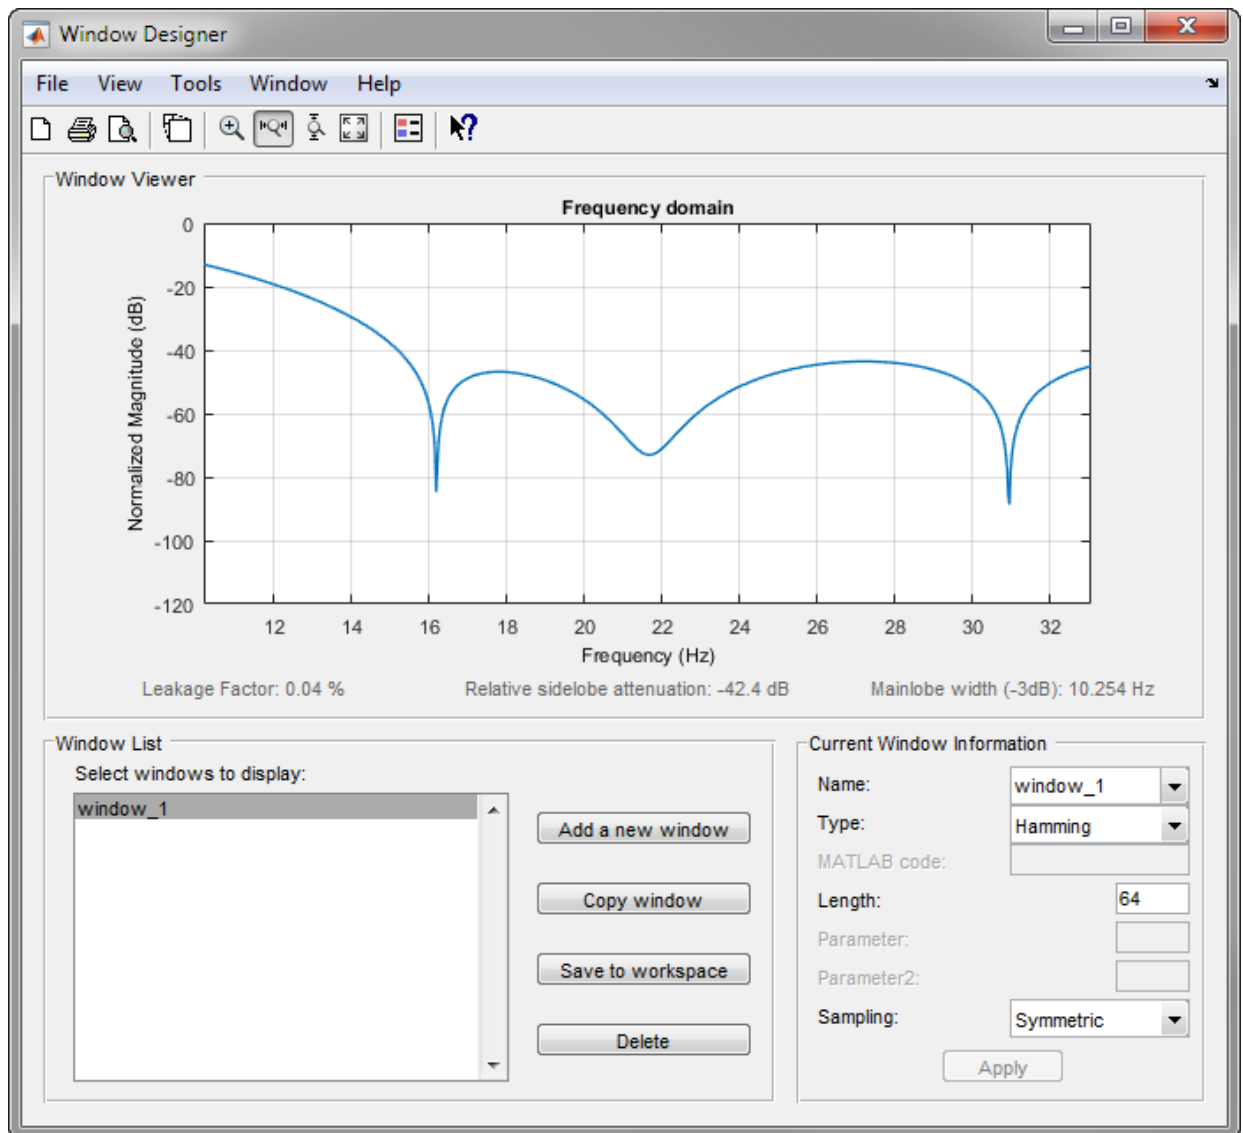 Window Designer
File View Tools Window Help
Window Viewer
Frequency domain
0
-20
-40
-60
-80
-100
-120
Normalized Magnitude (dB)
12 14 16 18 20 22 24 26 28 30 32
Frequency (Hz)
Leakage Factor: 0.04 % Relative sidelobe attenuation: -42.4 dB Mainlobe width (-3dB): 10.254 Hz
Window List
Select windows to display:
window_1
Add a new window
Copy window
Save to workspace
Delete
Current Window Information
Name: window_1
Type: Hamming
MATLAB code:
Length: 64
Parameter:
Parameter2:
Sampling: Symmetric
Apply